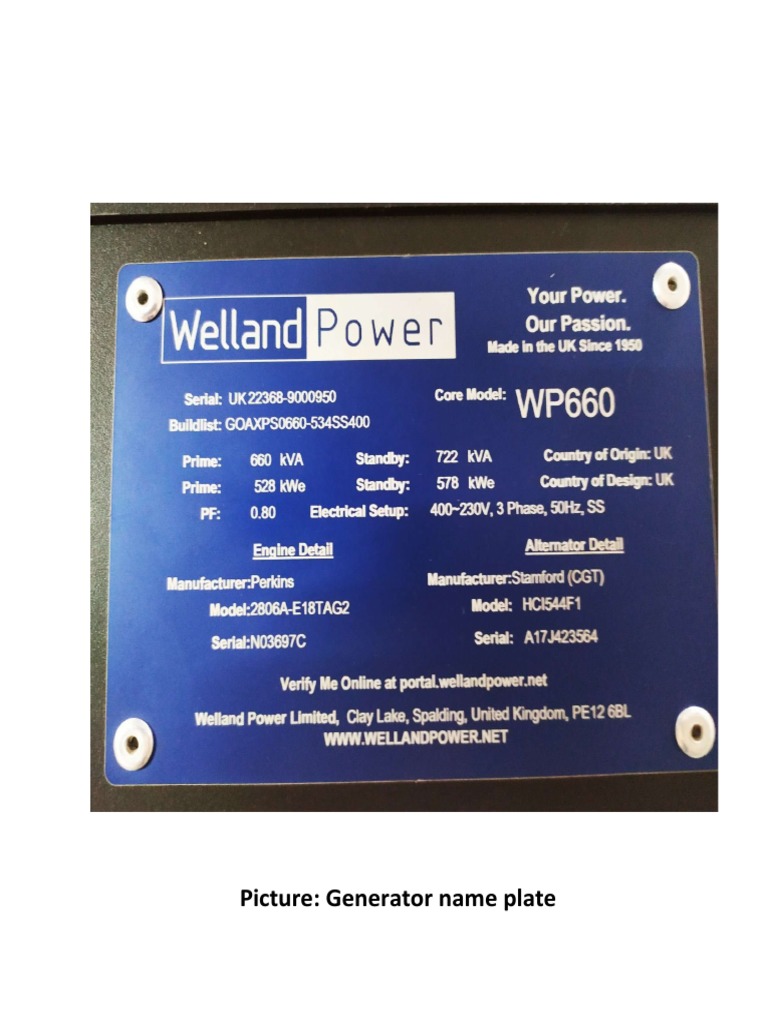 Welland Power
Your Power.
Our Passion.
Made in the UK Since 1950
Serial: UK22368-9000950
Core Model: WP660
Buildlist: GOAXPS0660-534SS400
Prime: 660 kVA Standby: 722 kVA Country of Origin: UK
Prime: 528 kWe Standby: 578 kWe Country of Design: UK
PF: 0.80 Electrical Setup: 400~230V, 3 Phase, 50Hz, SS
Engine Detail Alternator Detail
Manufacturer:Perkins Manufacturer:Stamford (CGT)
Model:2806A-E18TAG2 Model: HCI544F1
Serial:N03697C Serial: A17J423564
Verify Me Online at portal.wellandpower.net
Welland Power Limited, Clay Lake, Spalding, United Kingdom, PE12 6BL
WWW.WELLANDPOWER.NET
Picture: Generator name plate